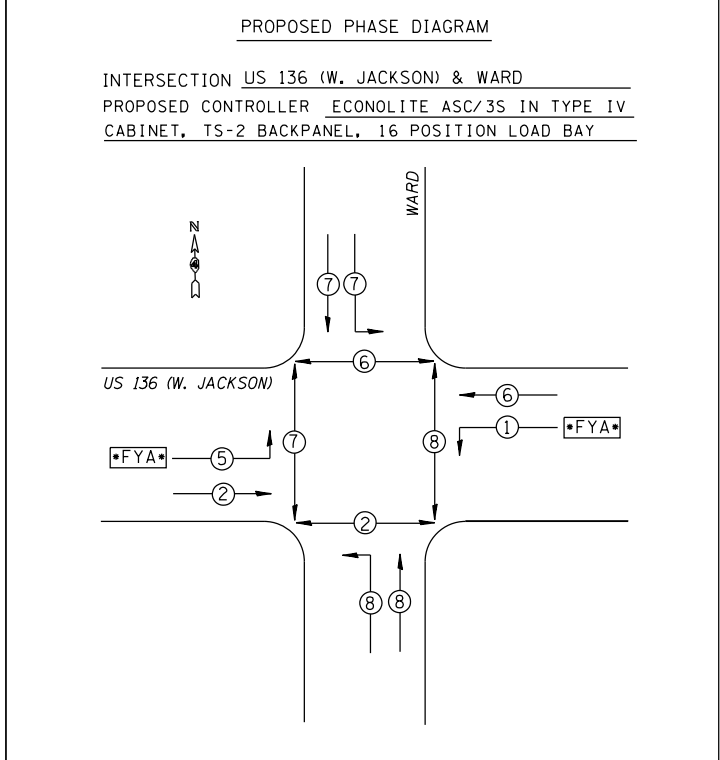 PROPOSED PHASE DIAGRAM
INTERSECTION US 136 (W. JACKSON) & WARD
PROPOSED CONTROLLER ECONOLITE ASC/3S IN TYPE IV
CABINET, TS-2 BACKPANEL, 16 POSITION LOAD BAY
WARD
N
7 7
6
US 136 (W. JACKSON)
6
1 *FYA*
*FYA* 5
7
8
2
2
8 8